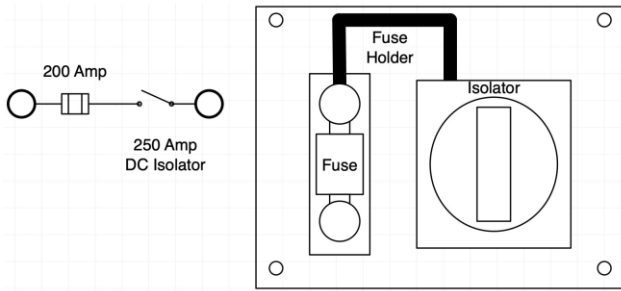 200 Amp
250 Amp
DC Isolator
Fuse
Holder
Isolator
Fuse